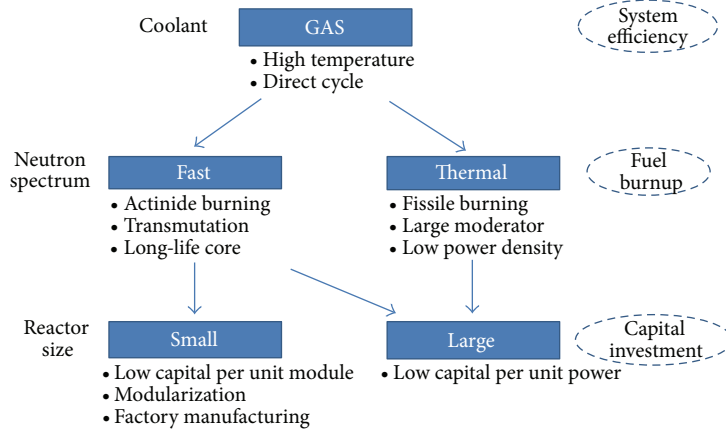 Coolant
GAS
System
efficiency
• High temperature
• Direct cycle
Neutron
spectrum
Fast
Thermal
Fuel
burnup
• Actinide burning
• Transmutation
• Long-life core
• Fissile burning
• Large moderator
• Low power density
Reactor
size
Small
Large
Capital
investment
• Low capital per unit module
• Modularization
• Factory manufacturing
• Low capital per unit power